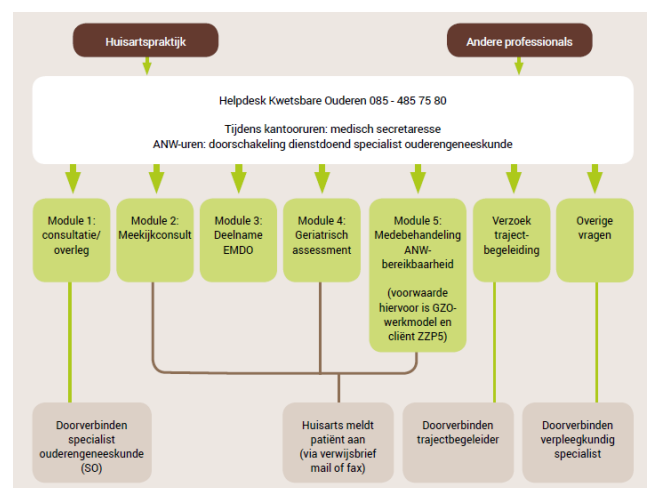 Huisartspraktijk
Andere professionals
Helpdesk Kwetsbare Ouderen 085 - 485 75 80
Tijdens kantooruren: medisch secretaresse
ANW-uren: doorschakeling dienstdoend specialist ouderengeneeskunde
Module 1:
consultatie/
overleg
Module 2:
Meekijkconsult
Module 3:
Deelname
EMDO
Module 4:
Geriatrisch
assessment
Module 5:
Medebehandeling
ANW-
bereikbaarheid
(voorwaarde
hiervoor is GZO-
werkmodel en
cliënt ZZP5)
Verzoek
traject-
begeleiding
Overige
vragen
Doorverbinden
specialist
ouderengeneeskunde
(SO)
Huisarts meldt
patiënt aan
(via verwijsbrief
mail of fax)
Doorverbinden
trajectbegeleider
Doorverbinden
verpleegkundig
specialist